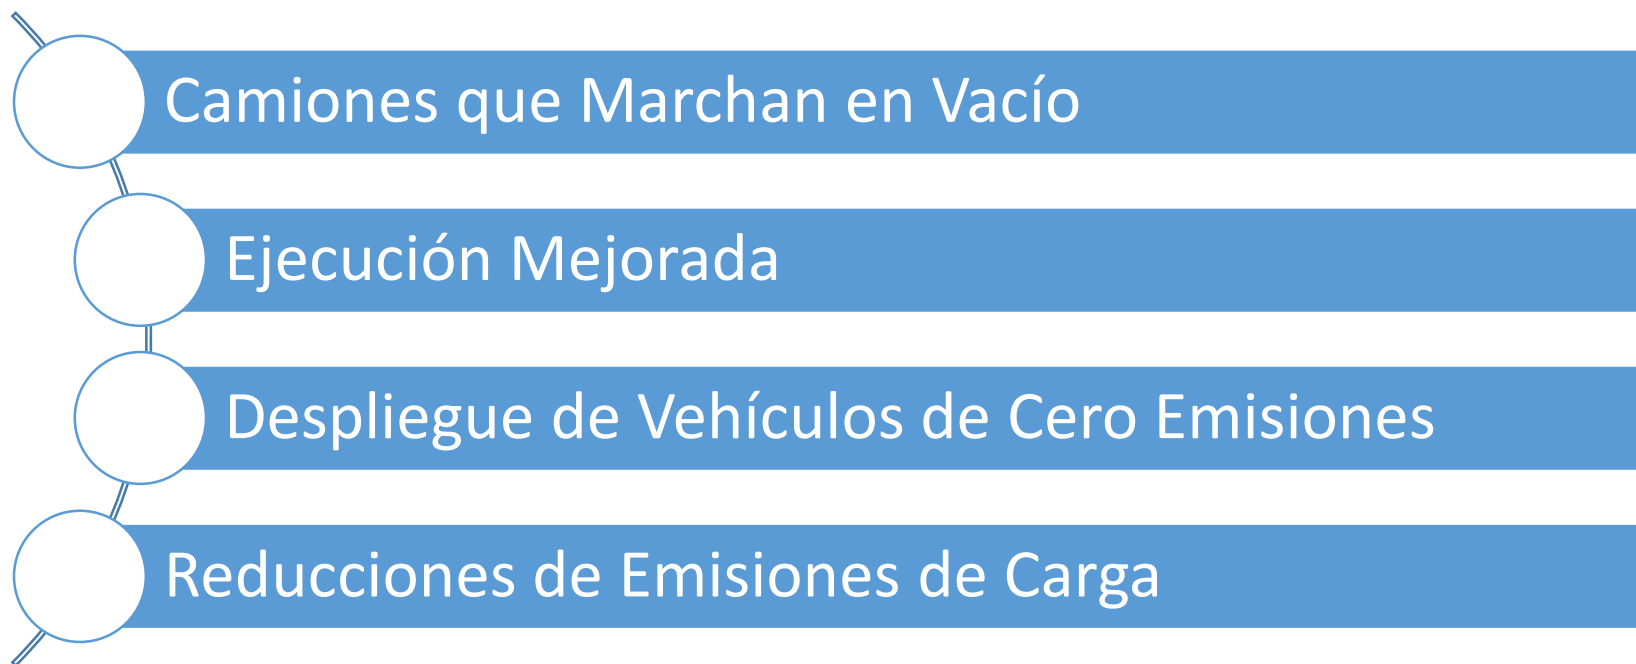 Camiones que Marchan en Vacío
Ejecución Mejorada
Despliegue de Vehículos de Cero Emisiones
Reducciones de Emisiones de Carga